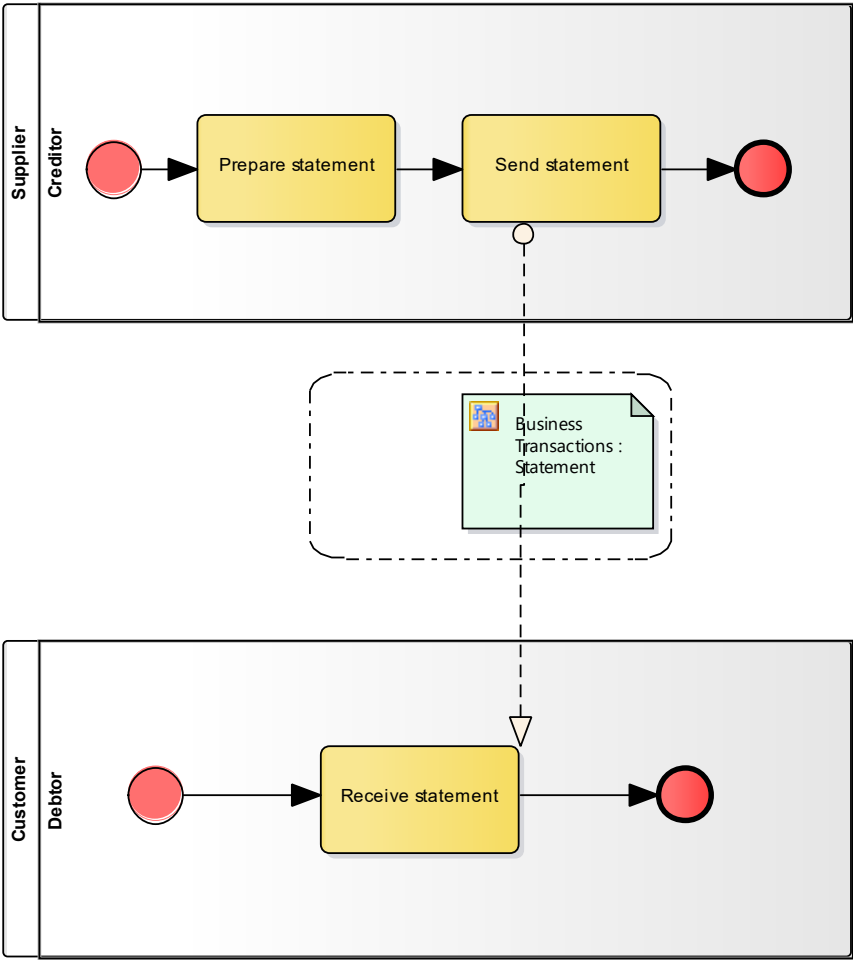 Supplier
Creditor
Prepare statement
Send statement
Business
Transactions :
Statement
Customer
Debtor
Receive statement